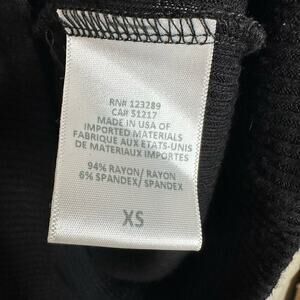 RN# 123289
CA# 51217
MADE IN USA OF
IMPORTED MATERIALS
FABRIQUE AUX ETATS-UNIS
DE MATERIAUX IMPORTES
94% RAYON/ RAYON
6% SPANDEX/ SPANDEX
XS